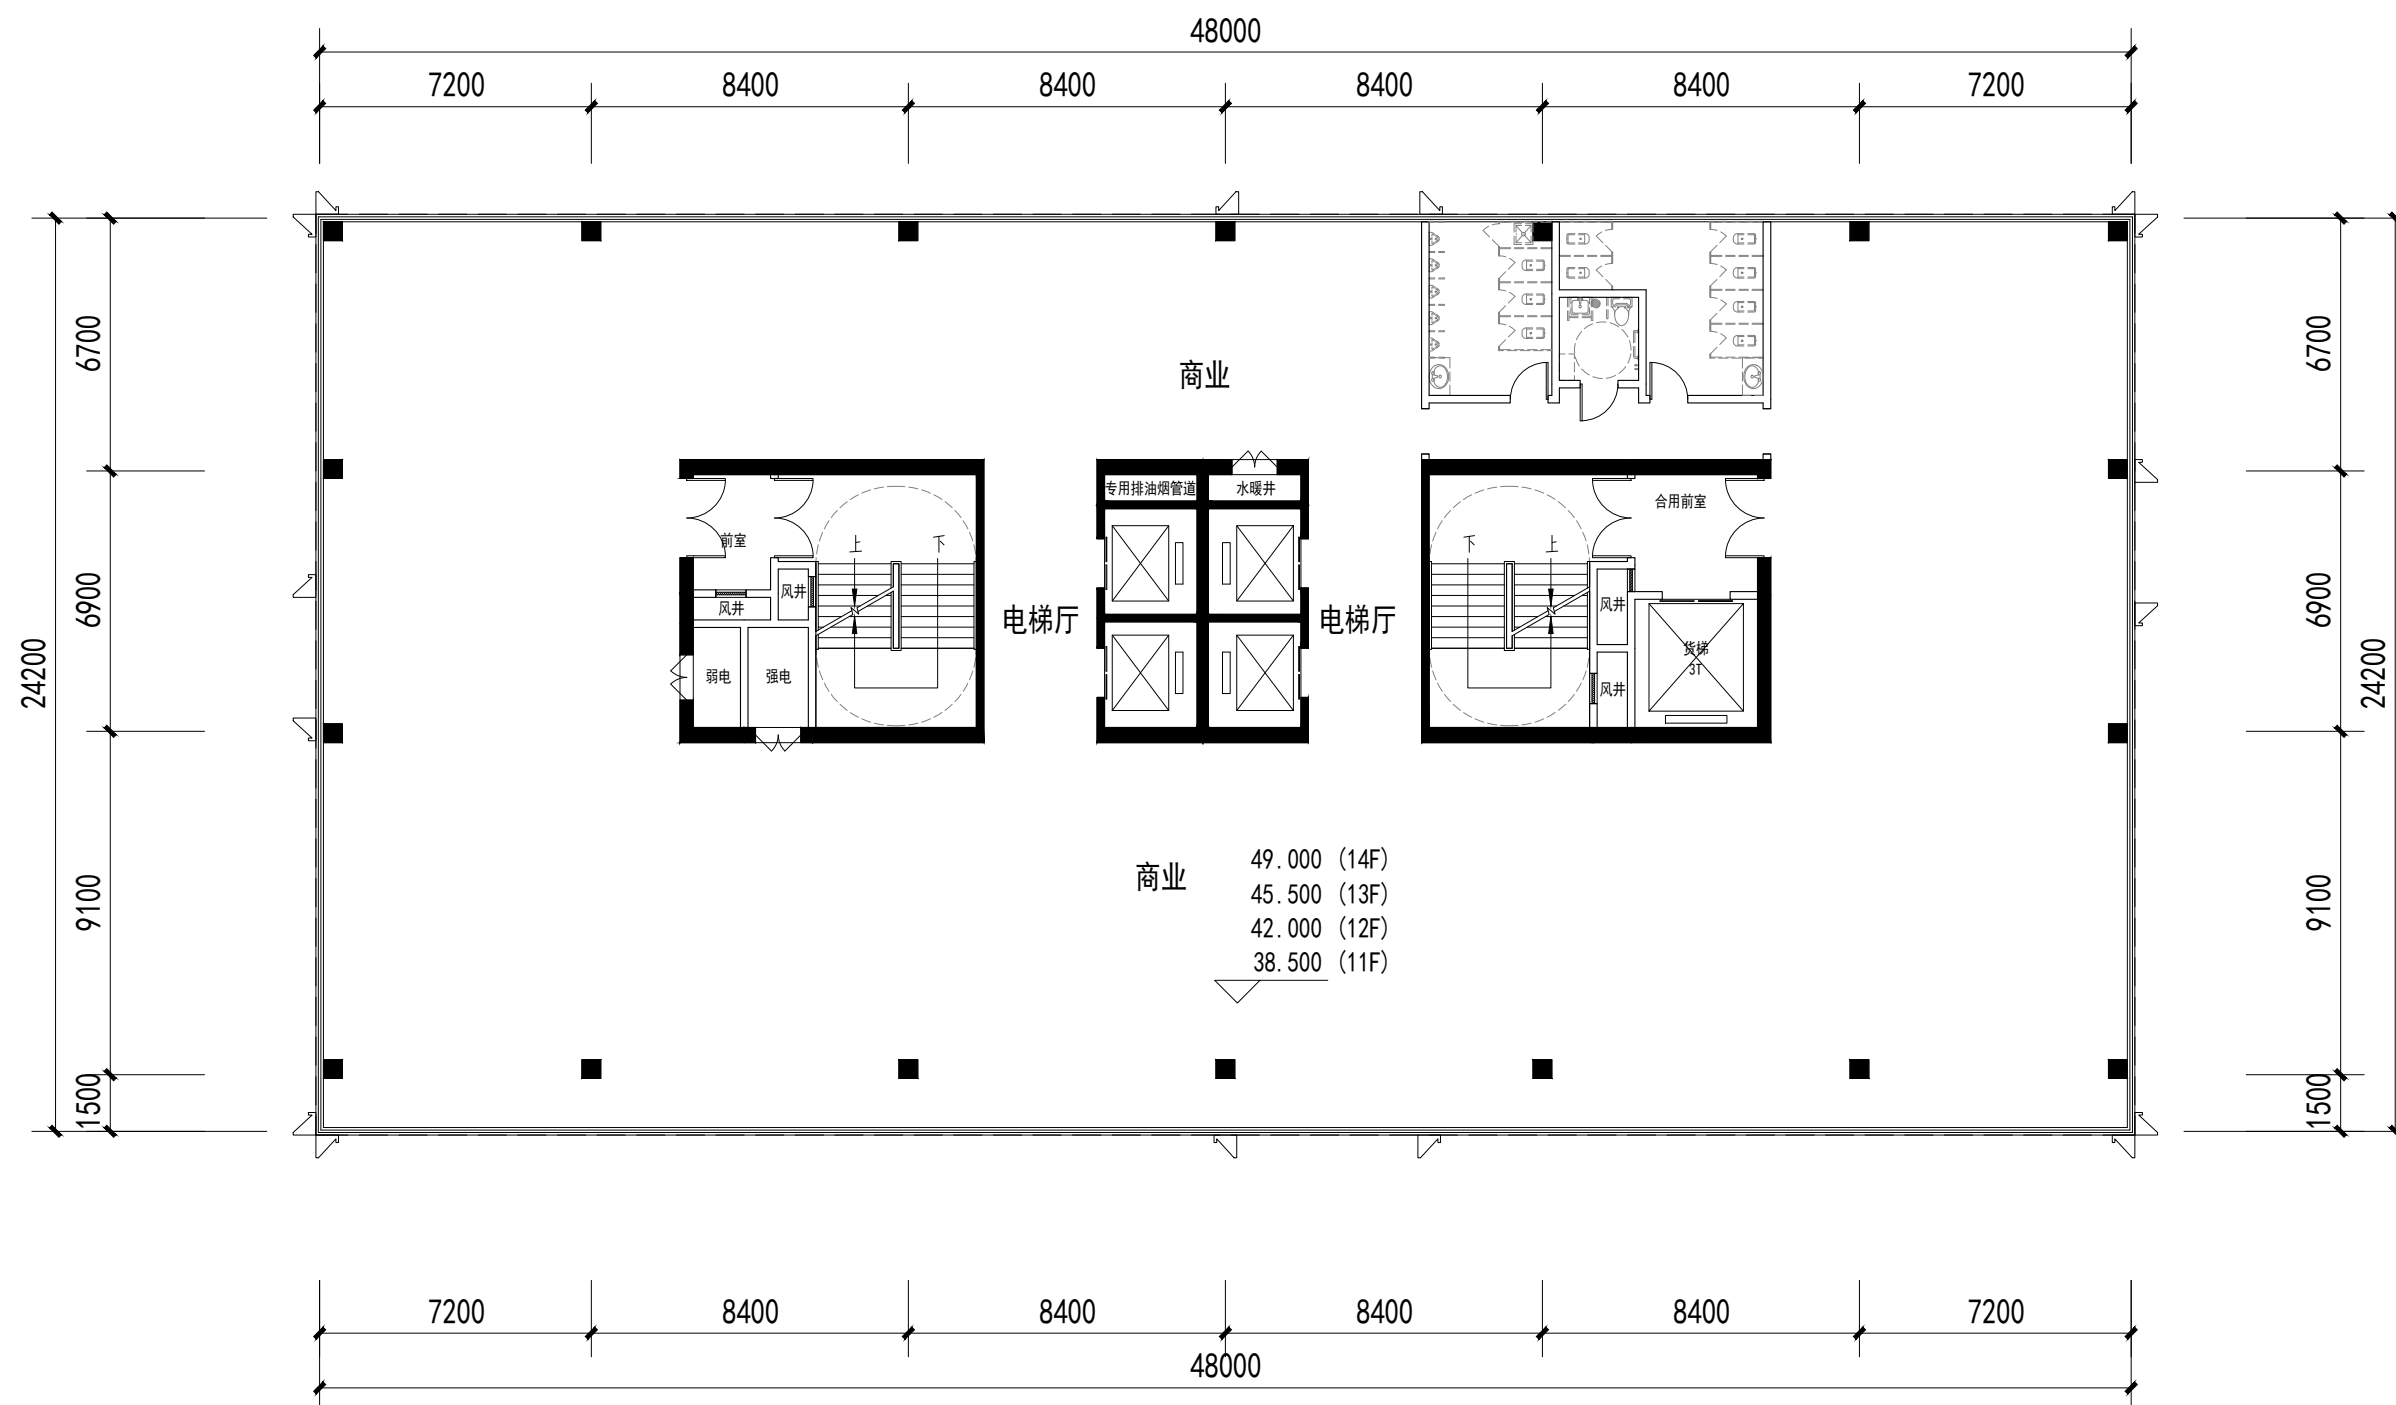 48000
7200 8400 8400 8400 8400 7200
6700
6700
商业
专用排油烟管道
水暖井
合用前室
前室
上
下
下
上
6900
6900
风井
风井
风井
电梯厅
电梯厅
24200
24200
货梯
3T
弱电
强电
风井
商业
49.000 (14F)
45.500 (13F)
42.000 (12F)
38.500 (11F)
9100
9100
1500
1500
7200 8400 8400 8400 8400 7200
48000